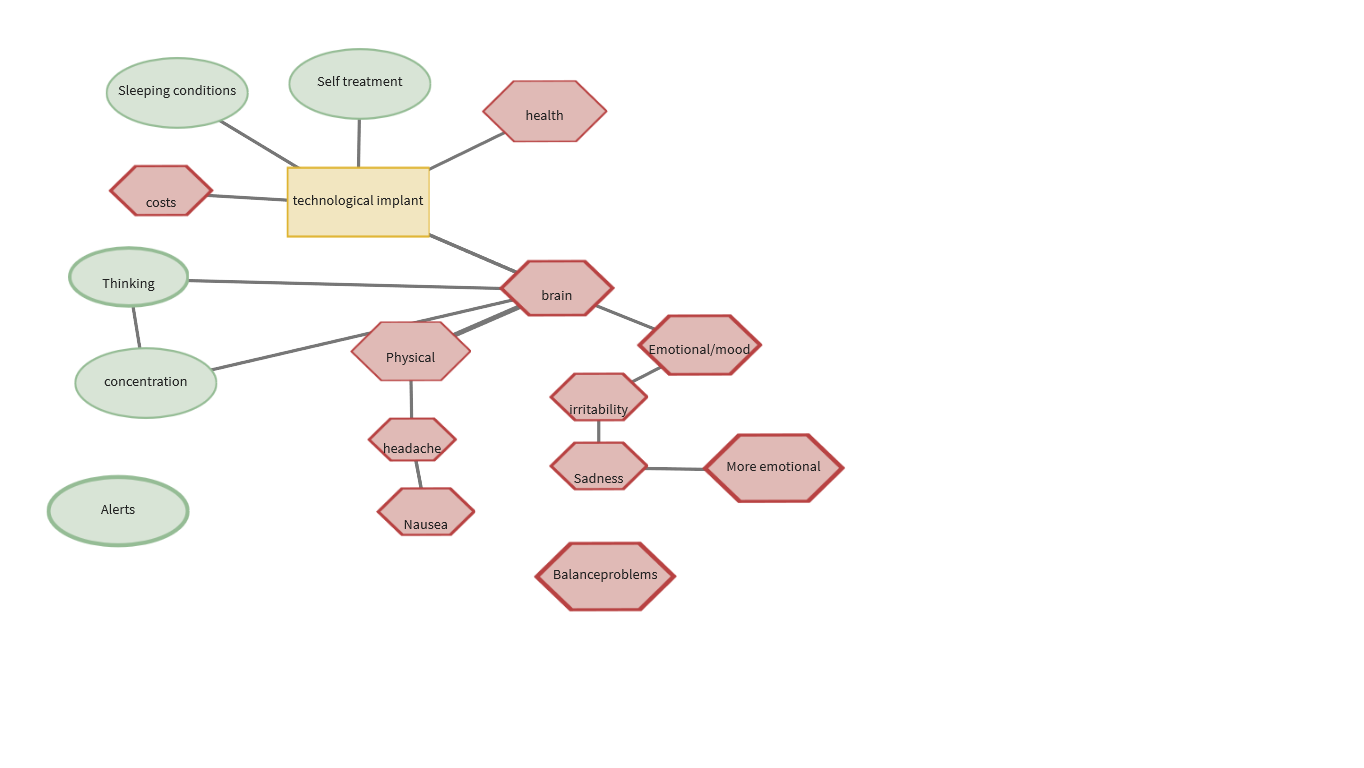 Self treatment
Sleeping conditions
health
costs
technological implant
Thinking
brain
Emotional/mood
Physical
concentration
irritability
headache
More emotional
Sadness
Alerts
Nausea
Balanceproblems